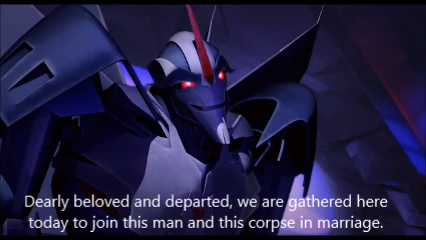 Dearly beloved and departed, we are gathered here
today to join this man and this corpse in marriage.